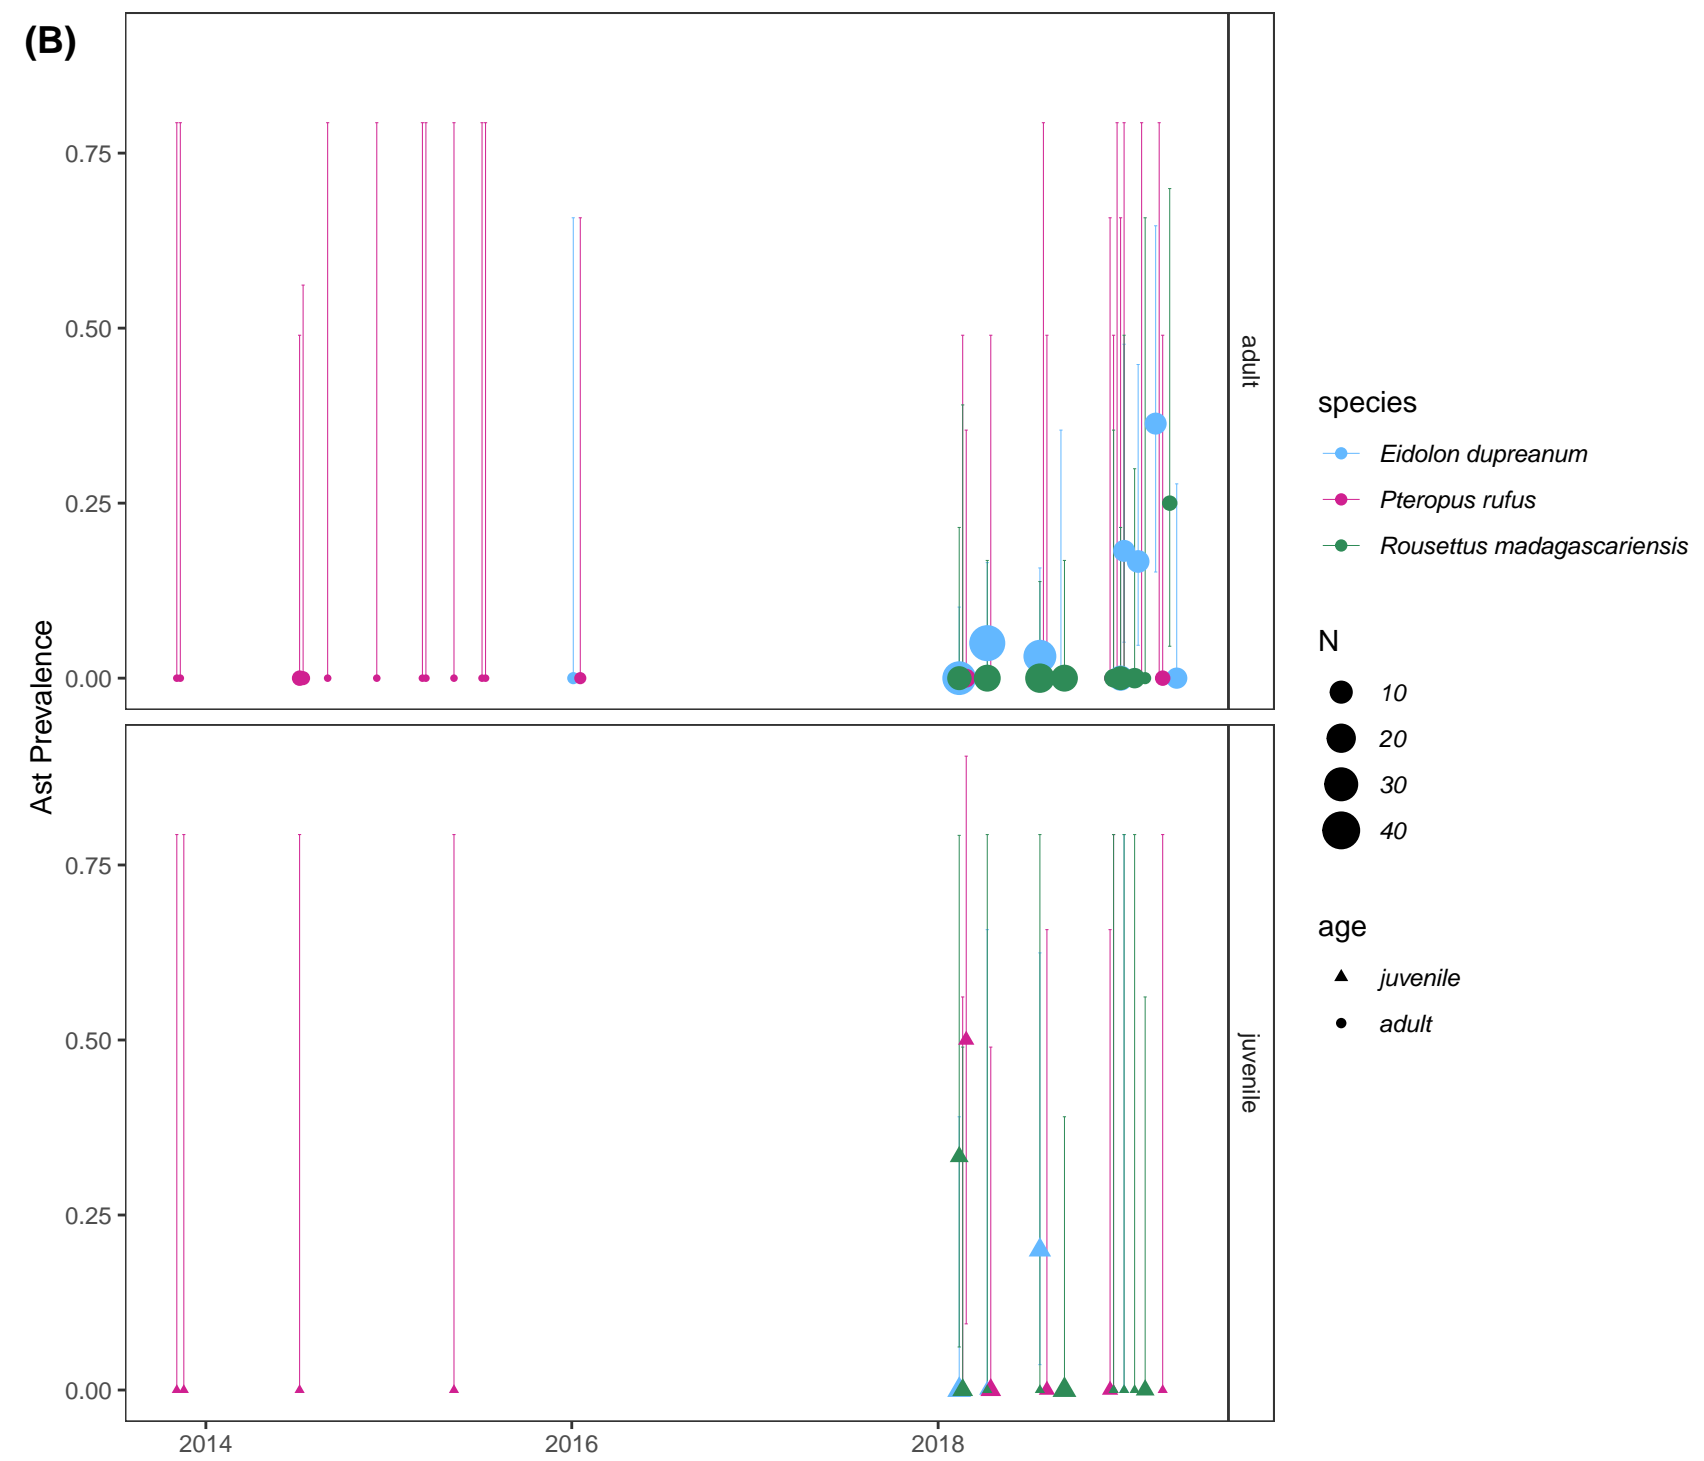 (B)
Ast Prevalence
0.75
0.50
0.25
0.00
adult
0.75
0.50
0.25
0.00
juvenile
2014
2016
2018
species
Eidolon dupreanum
Pteropus rufus
Rousettus madagascariensis
N
10
20
30
40
age
juvenile
adult